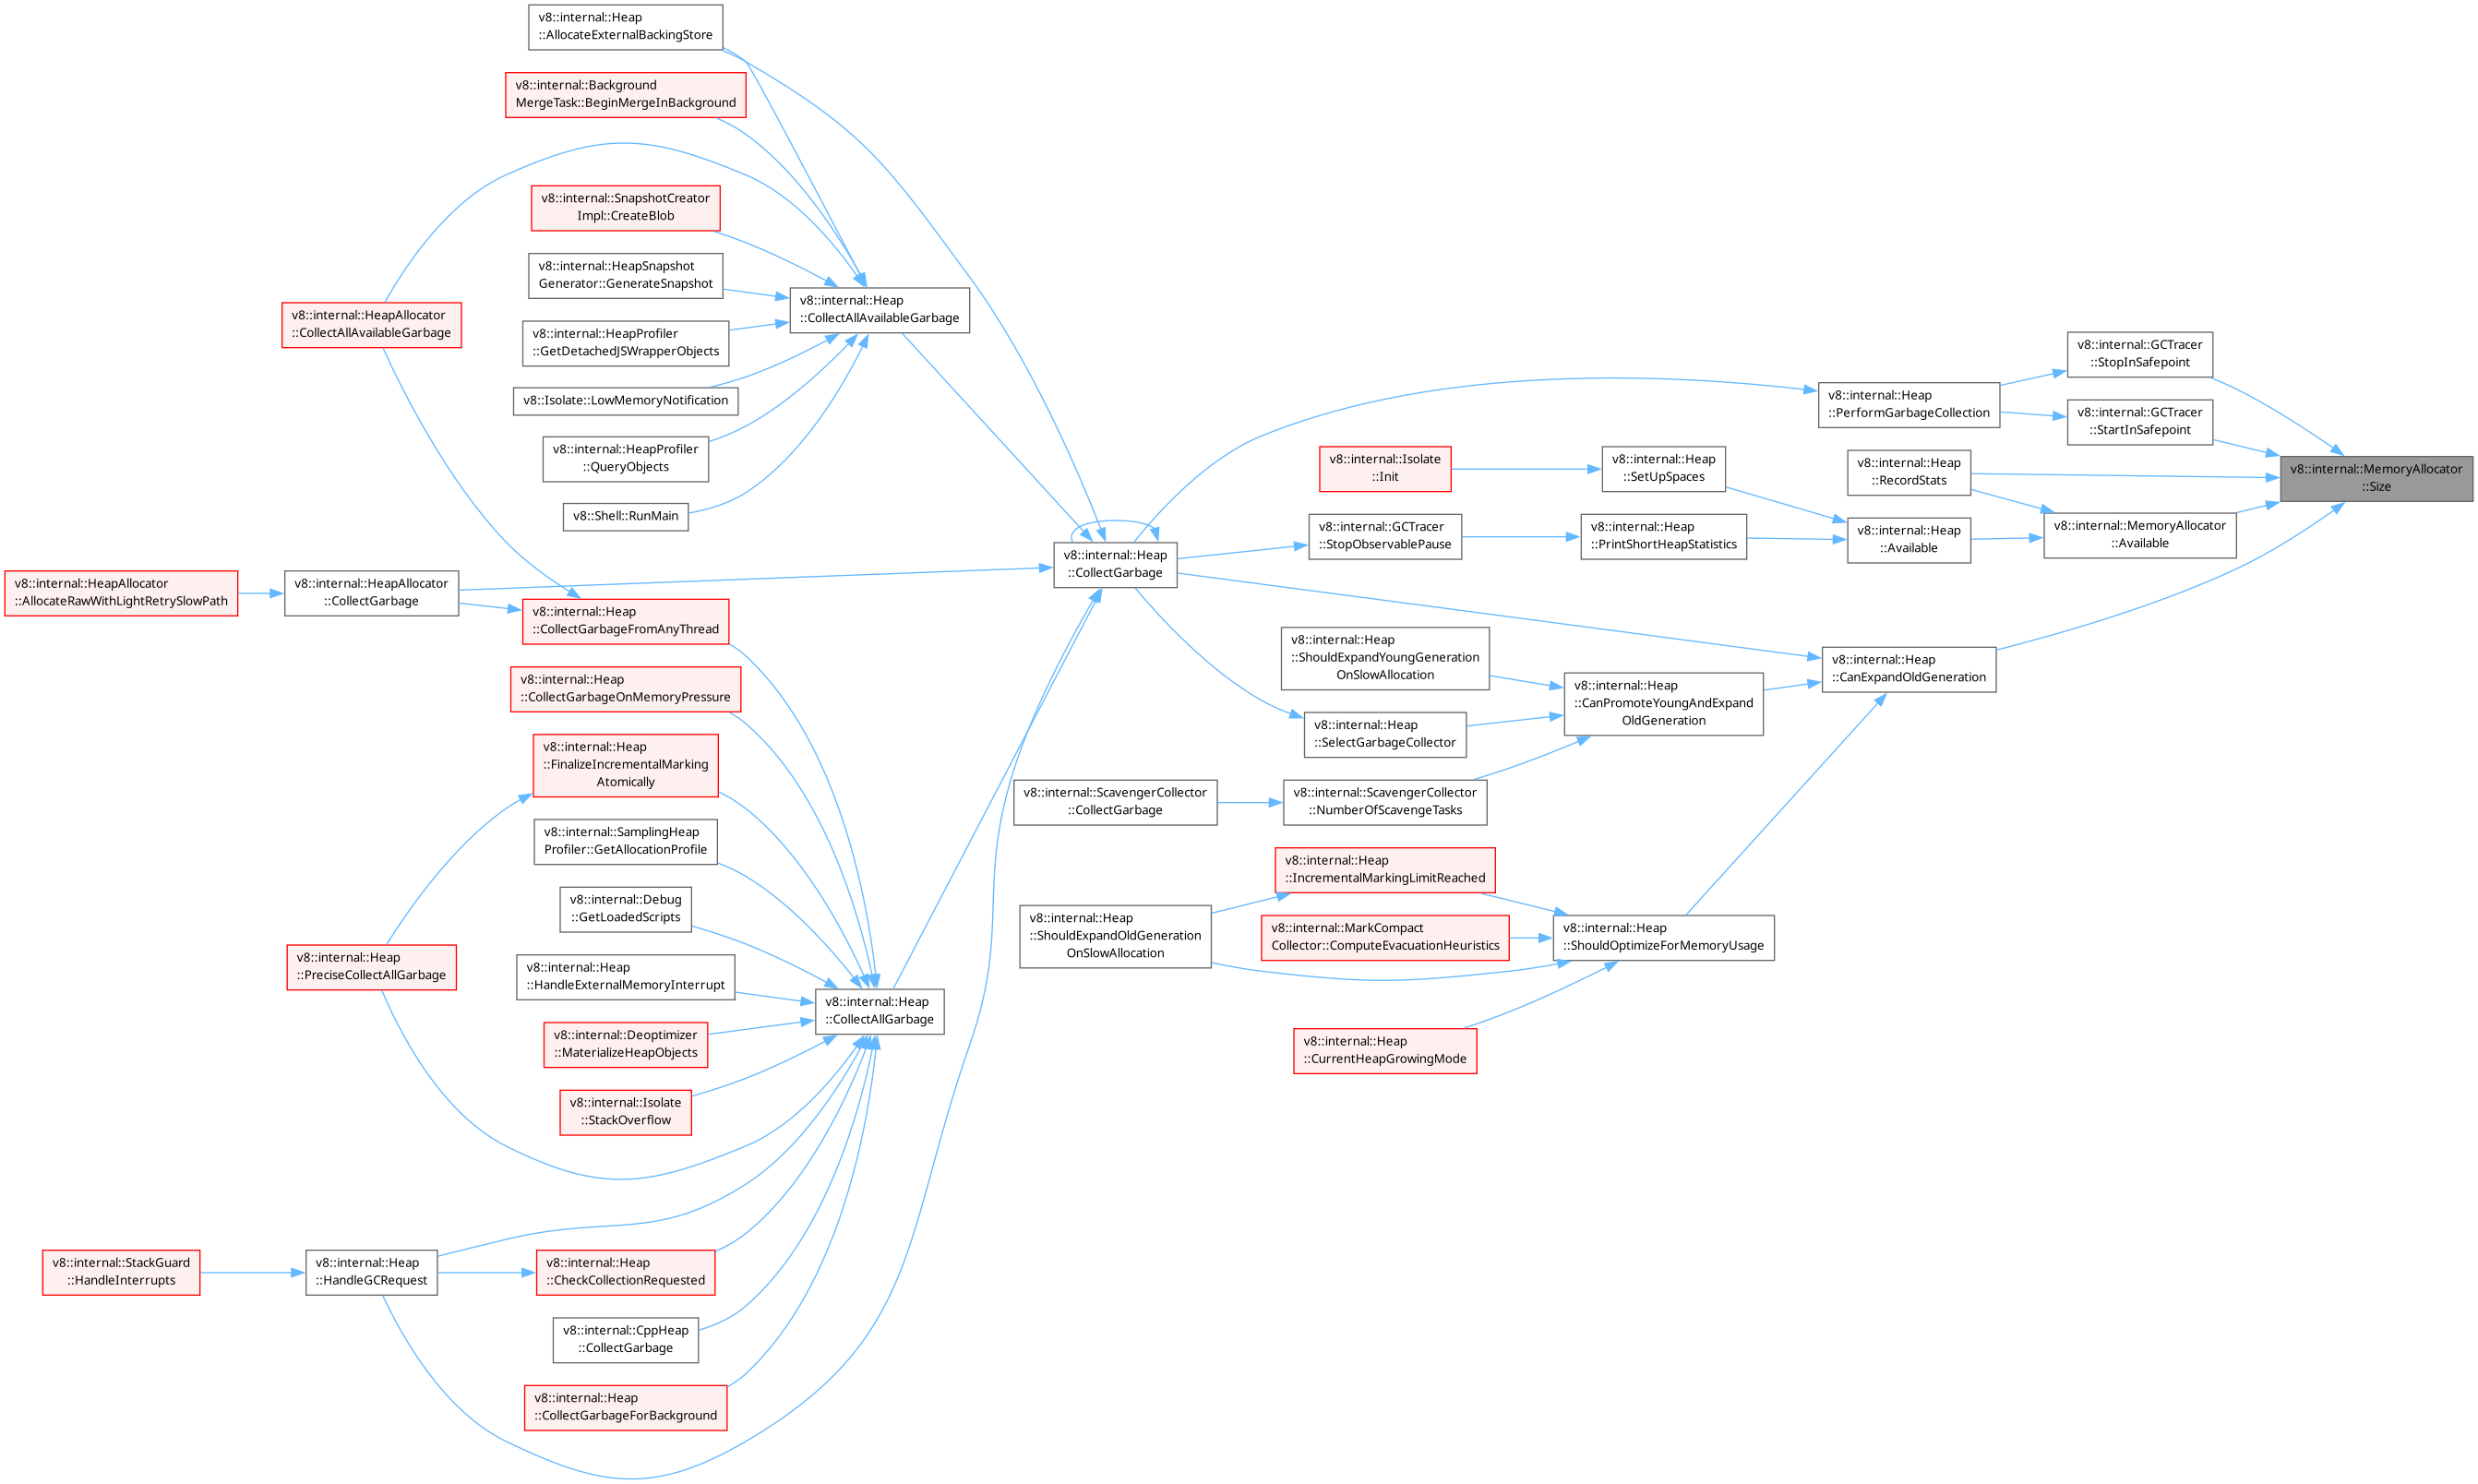 v8::internal::Heap
::AllocateExternalBackingStore
v8::internal::Background
MergeTask::BeginMergeInBackground
v8::internal::SnapshotCreator
Impl::CreateBlob
v8::internal::HeapSnapshot
Generator::GenerateSnapshot
v8::internal::HeapProfiler
::GetDetachedJSWrapperObjects
v8::Isolate::LowMemoryNotification
v8::internal::HeapProfiler
::QueryObjects
v8::Shell::RunMain
v8::internal::HeapAllocator
::CollectAllAvailableGarbage
v8::internal::Heap
::CollectAllAvailableGarbage
v8::internal::HeapAllocator
::AllocateRawWithLightRetrySlowPath
v8::internal::HeapAllocator
::CollectGarbage
v8::internal::Heap
::CollectGarbageFromAnyThread
v8::internal::Heap
::CollectGarbageOnMemoryPressure
v8::internal::Heap
::FinalizeIncrementalMarking
Atomically
v8::internal::SamplingHeap
Profiler::GetAllocationProfile
v8::internal::Debug
::GetLoadedScripts
v8::internal::Heap
::PreciseCollectAllGarbage
v8::internal::Heap
::HandleExternalMemoryInterrupt
v8::internal::Deoptimizer
::MaterializeHeapObjects
v8::internal::Isolate
::StackOverflow
v8::internal::Heap
::CollectAllGarbage
v8::internal::StackGuard
::HandleInterrupts
v8::internal::Heap
::HandleGCRequest
v8::internal::Heap
::CheckCollectionRequested
v8::internal::CppHeap
::CollectGarbage
v8::internal::Heap
::CollectGarbageForBackground
v8::internal::Heap
::CollectGarbage
v8::internal::Isolate
::Init
v8::internal::GCTracer
::StopObservablePause
v8::internal::Heap
::SetUpSpaces
v8::internal::Heap
::PrintShortHeapStatistics
v8::internal::Heap
::ShouldExpandYoungGeneration
OnSlowAllocation
v8::internal::Heap
::SelectGarbageCollector
v8::internal::ScavengerCollector
::CollectGarbage
v8::internal::ScavengerCollector
::NumberOfScavengeTasks
v8::internal::Heap
::CanPromoteYoungAndExpand
OldGeneration
v8::internal::Heap
::IncrementalMarkingLimitReached
v8::internal::Heap
::ShouldExpandOldGeneration
OnSlowAllocation
v8::internal::MarkCompact
Collector::ComputeEvacuationHeuristics
v8::internal::Heap
::ShouldOptimizeForMemoryUsage
v8::internal::Heap
::CurrentHeapGrowingMode
v8::internal::GCTracer
::StopInSafepoint
v8::internal::Heap
::PerformGarbageCollection
v8::internal::GCTracer
::StartInSafepoint
v8::internal::Heap
::RecordStats
v8::internal::Heap
::Available
v8::internal::MemoryAllocator
::Available
v8::internal::MemoryAllocator
::Size
v8::internal::Heap
::CanExpandOldGeneration